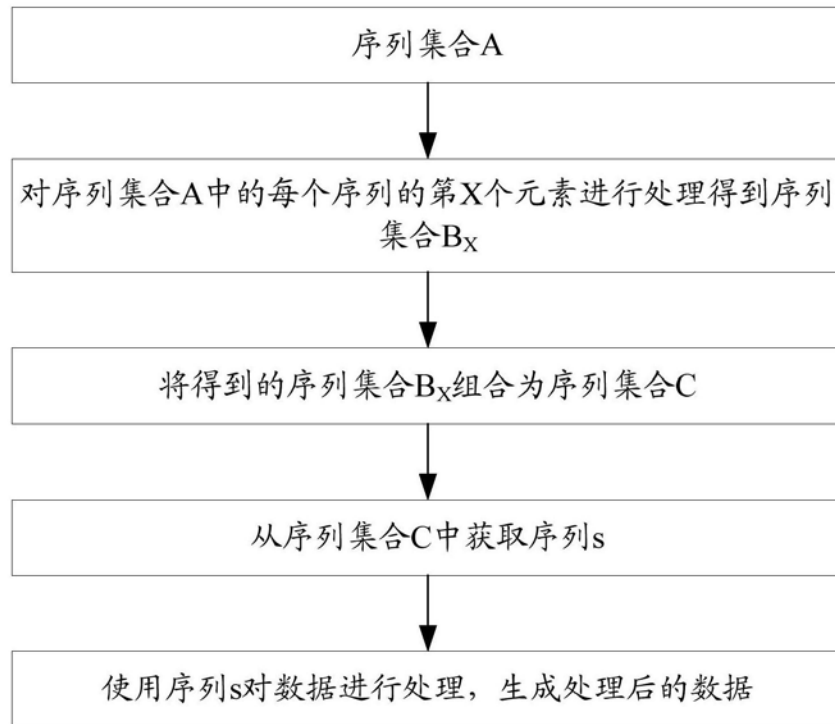 序列集合A
对序列集合A中的每个序列的第X个元素进行处理得到序列
集合Bₓ
将得到的序列集合Bₓ组合为序列集合C
从序列集合C中获取序列s
使用序列s对数据进行处理，生成处理后的数据